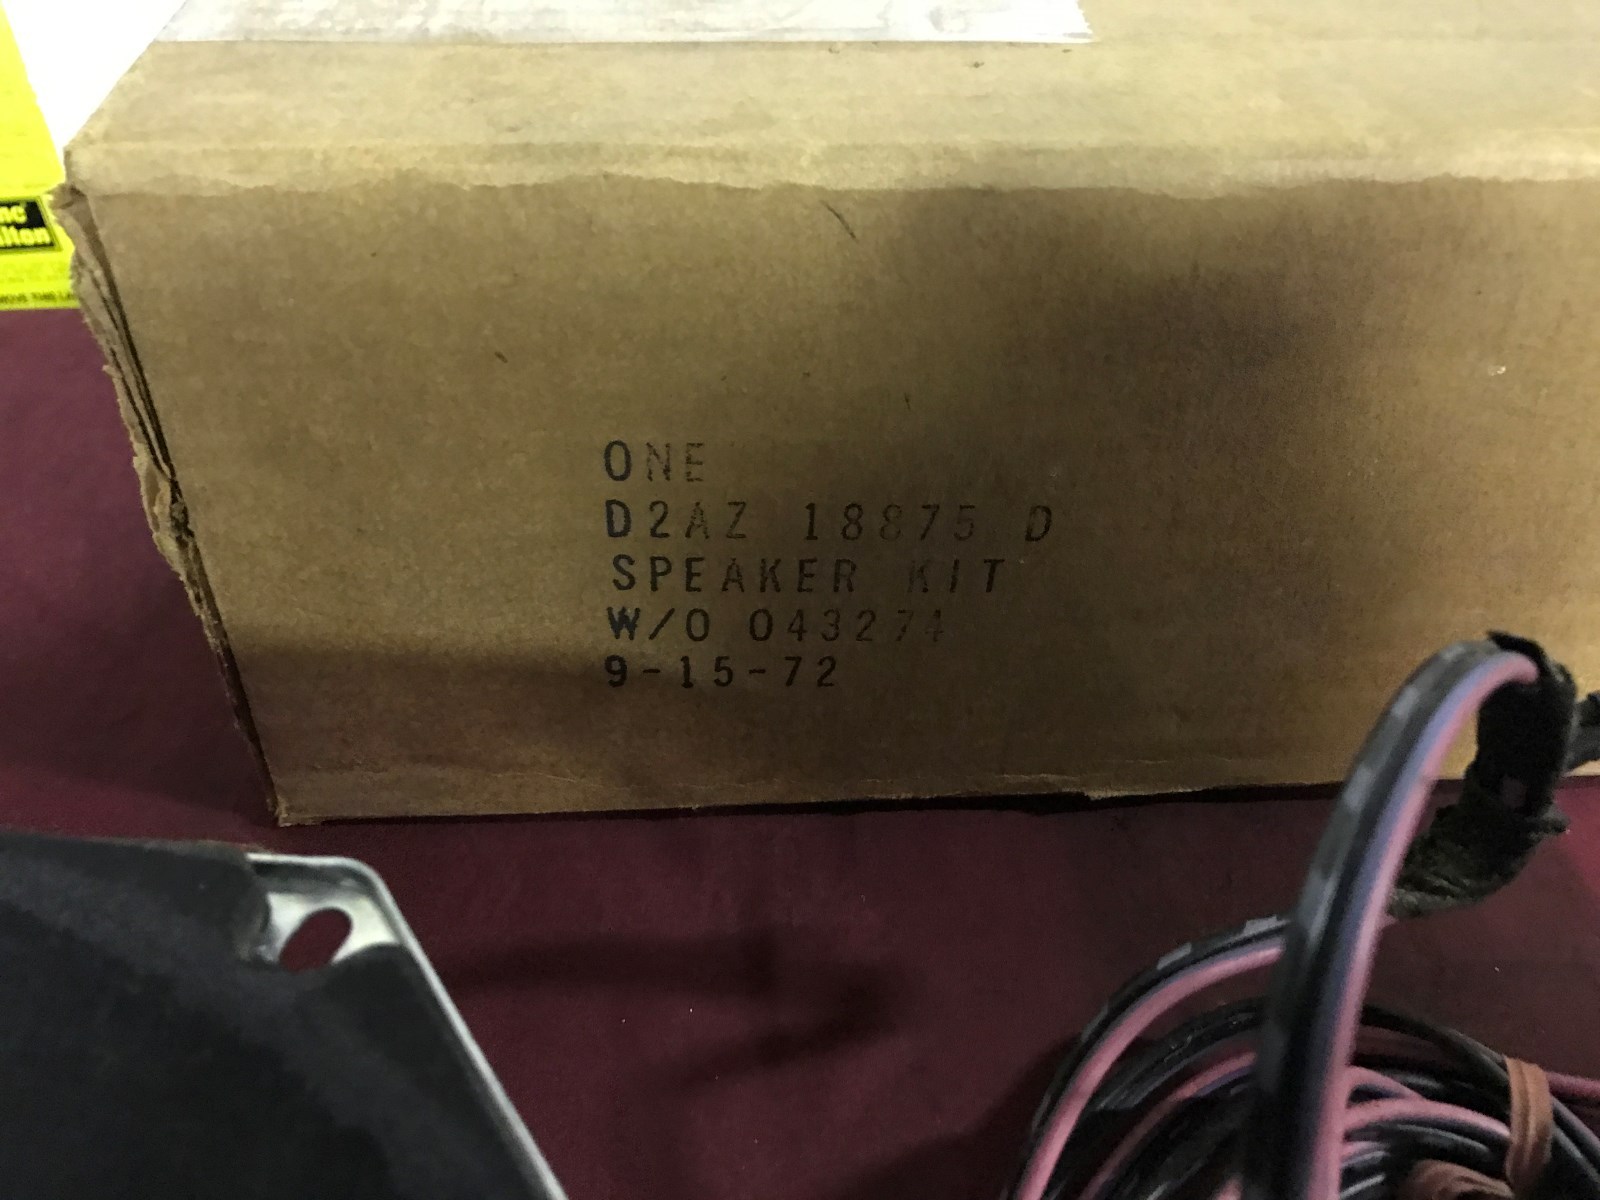 ONE
D2AZ 18875 D
SPEAKER KIT
W/O 043274
9-15-72